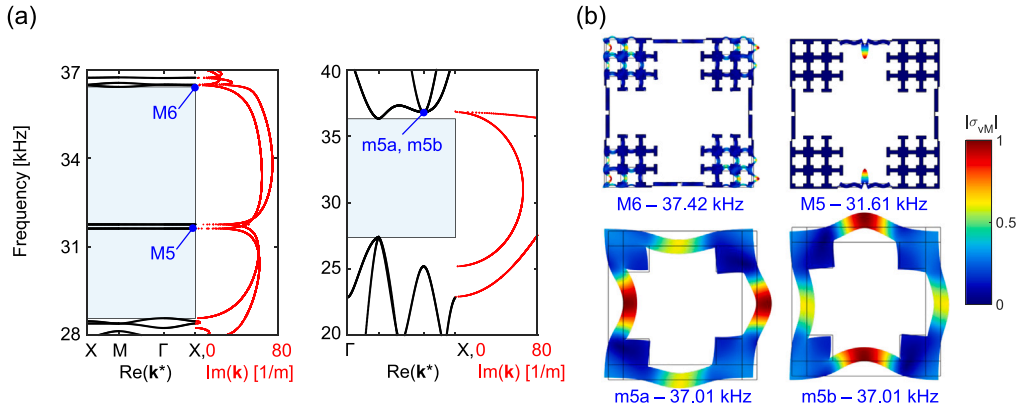 (a)
37
34
31
28
Frequency [kHz]
M6
M5
X M Γ X,0 80
Re(k*) Im(k) [1/m]
40
35
30
25
20
m5a, m5b
Γ X,0 80
Re(k*) Im(k) [1/m]
(b)
M6 – 37.42 kHz
M5 – 31.61 kHz
m5a – 37.01 kHz
m5b – 37.01 kHz
|σvM|
1
0.5
0